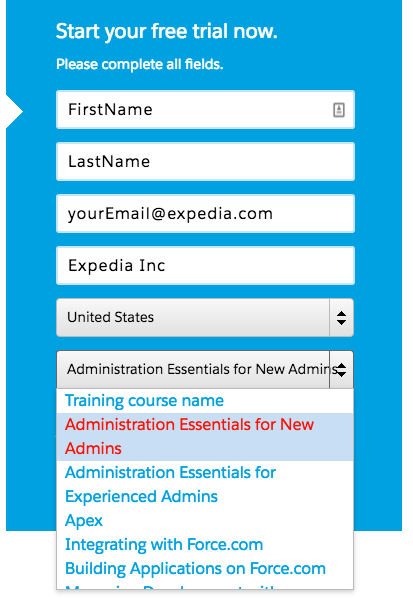 Start your free trial now.
Please complete all fields.
FirstName
LastName
yourEmail@expedia.com
Expedia Inc
United States
Administration Essentials for New Admins
Training course name
Administration Essentials for New
Admins
Administration Essentials for
Experienced Admins
Apex
Integrating with Force.com
Building Applications on Force.com